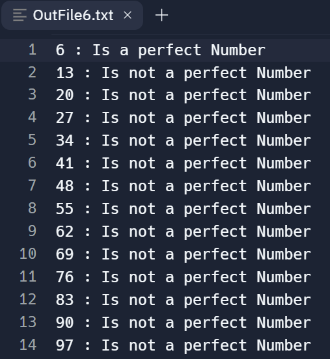 OutFile6.txt × +
1 6 : Is a perfect Number
2 13 : Is not a perfect Number
3 20 : Is not a perfect Number
4 27 : Is not a perfect Number
5 34 : Is not a perfect Number
6 41 : Is not a perfect Number
7 48 : Is not a perfect Number
8 55 : Is not a perfect Number
9 62 : Is not a perfect Number
10 69 : Is not a perfect Number
11 76 : Is not a perfect Number
12 83 : Is not a perfect Number
13 90 : Is not a perfect Number
14 97 : Is not a perfect Number